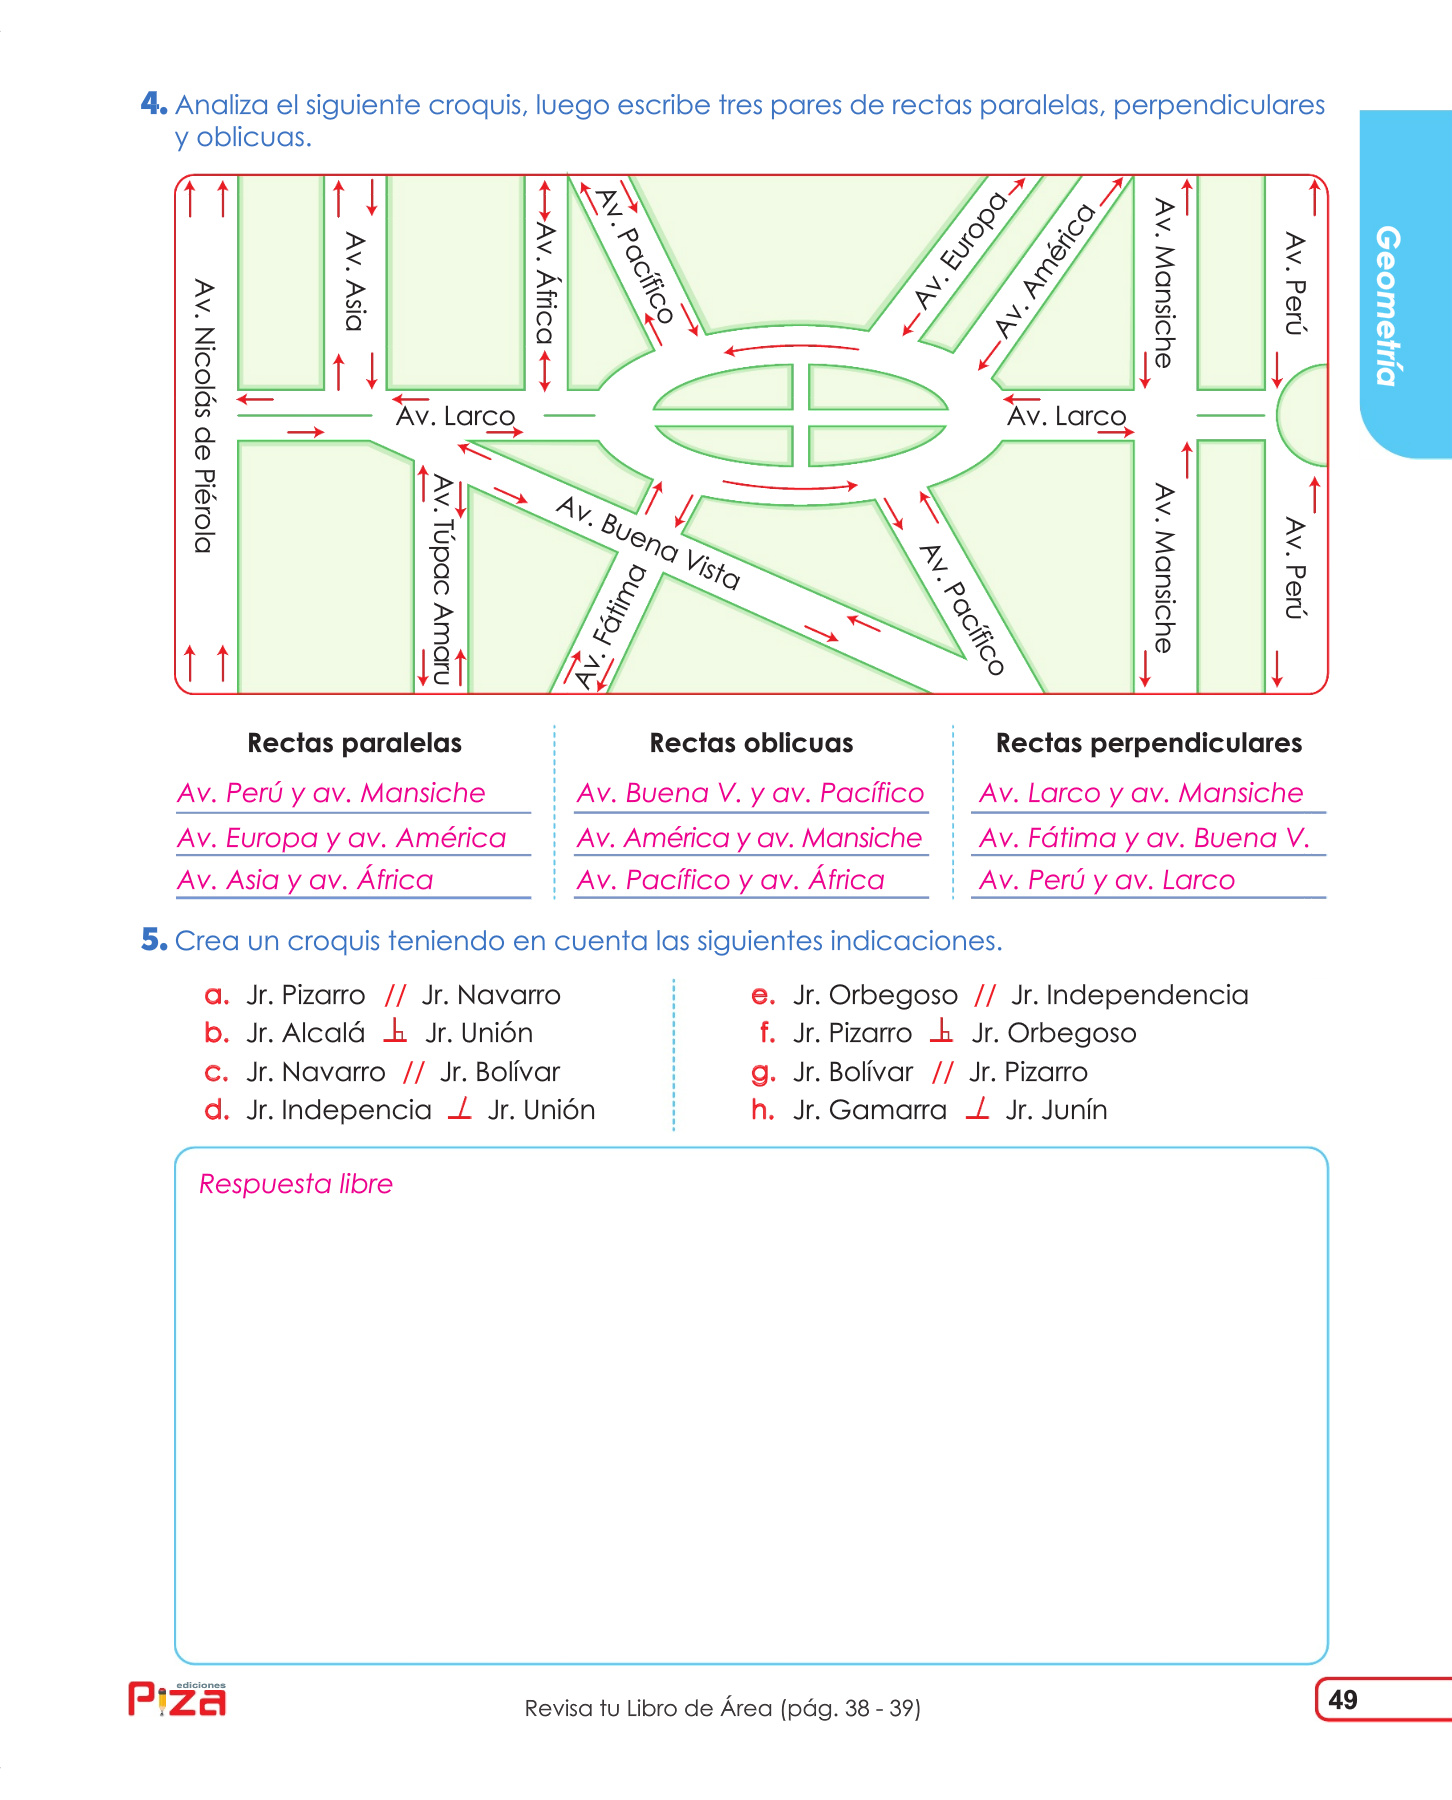 4. Analiza el siguiente croquis, luego escribe tres pares de rectas paralelas, perpendiculares
y oblicuas.
Geometría
Av. Nicolás de Piérola
Av. Asia
Av. África
Av. Pacífico
Av. Europa
Av. América
Av. Mansiche
Av. Perú
Av. Larco
Av. Larco
Av. Túpac Amaru
Av. Buena Vista
Av. Fátima
Av. Pacífico
Av. Mansiche
Av. Perú
Rectas paralelas
Av. Perú y av. Mansiche
Av. Europa y av. América
Av. Asia y av. África
Rectas oblicuas
Av. Buena V. y av. Pacífico
Av. América y av. Mansiche
Av. Pacífico y av. África
Rectas perpendiculares
Av. Larco y av. Mansiche
Av. Fátima y av. Buena V.
Av. Perú y av. Larco
5. Crea un croquis teniendo en cuenta las siguientes indicaciones.
a. Jr. Pizarro // Jr. Navarro
b. Jr. Alcalá ⊥ Jr. Unión
c. Jr. Navarro // Jr. Bolívar
d. Jr. Indepencia ⊥ Jr. Unión
e. Jr. Orbegoso // Jr. Independencia
f. Jr. Pizarro ⊥ Jr. Orbegoso
g. Jr. Bolívar // Jr. Pizarro
h. Jr. Gamarra ⊥ Jr. Junín
Respuesta libre
ediciones
Piza
Revisa tu Libro de Área (pág. 38 - 39)
49